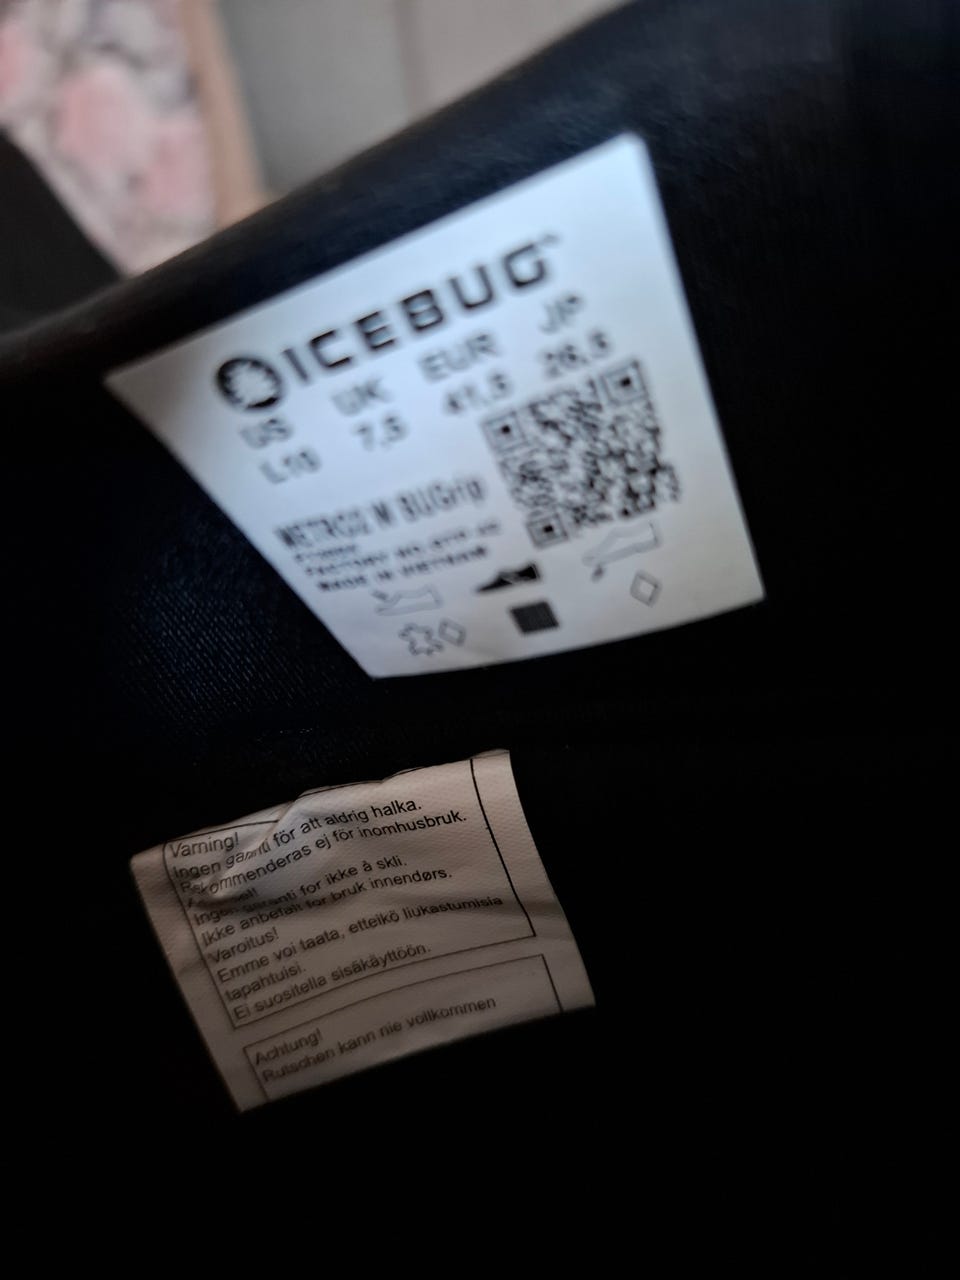 ICEBUG
US UK EUR JP
L10 7,5 41,5 26,5
BUGrip
MADE IN VIETNAM
Varning!
Ingen garanti för att aldrig halka.
Rekommenderas ej för inomhusbruk.
Ingen garanti for ikke å skli.
Ikke anbefalt for bruk innendørs.
Varoitus!
Emme voi taata, etteikö liukastumisia
tapahtuisi.
Ei suositella sisäkäyttöön.
Achtung!
Rutschen kann nie vollkommen